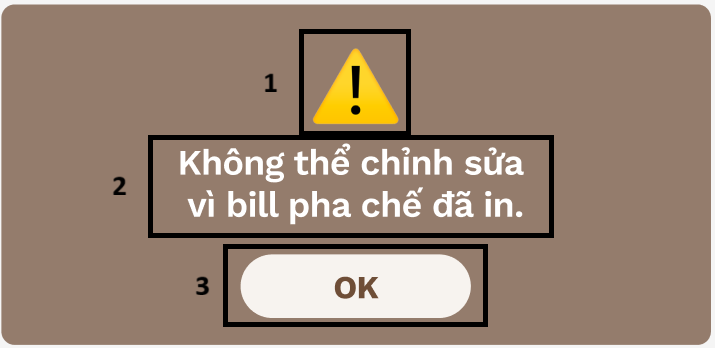 1
2
Không thể chỉnh sửa
vì bill pha chế đã in.
3
OK